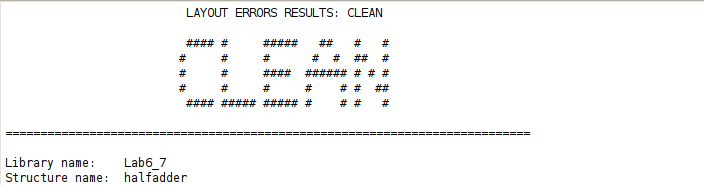 LAYOUT ERRORS RESULTS: CLEAN
#### #     #####   ##   #   #
#     #     #      #  #  ##  #
#     #     ####  ###### # # #
#     #     #     #    # #  ##
#### ##### ##### #    # #   #
===========================================================================
Library name:    Lab6_7
Structure name:  halfadder